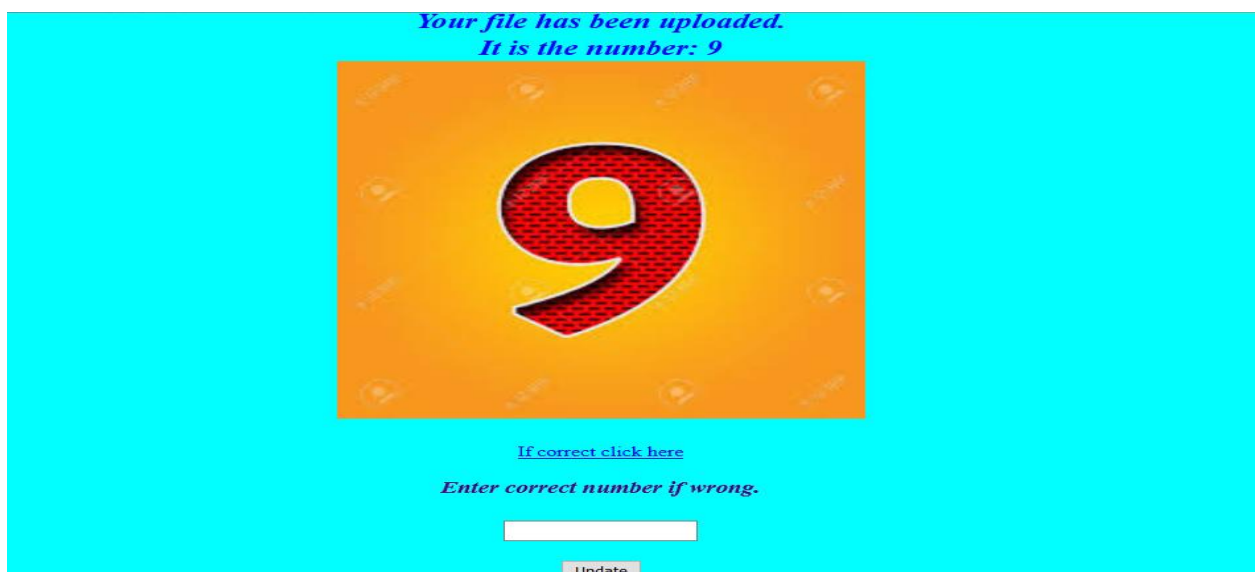 Your file has been uploaded.
It is the number: 9
9
If correct click here
Enter correct number if wrong.
Update